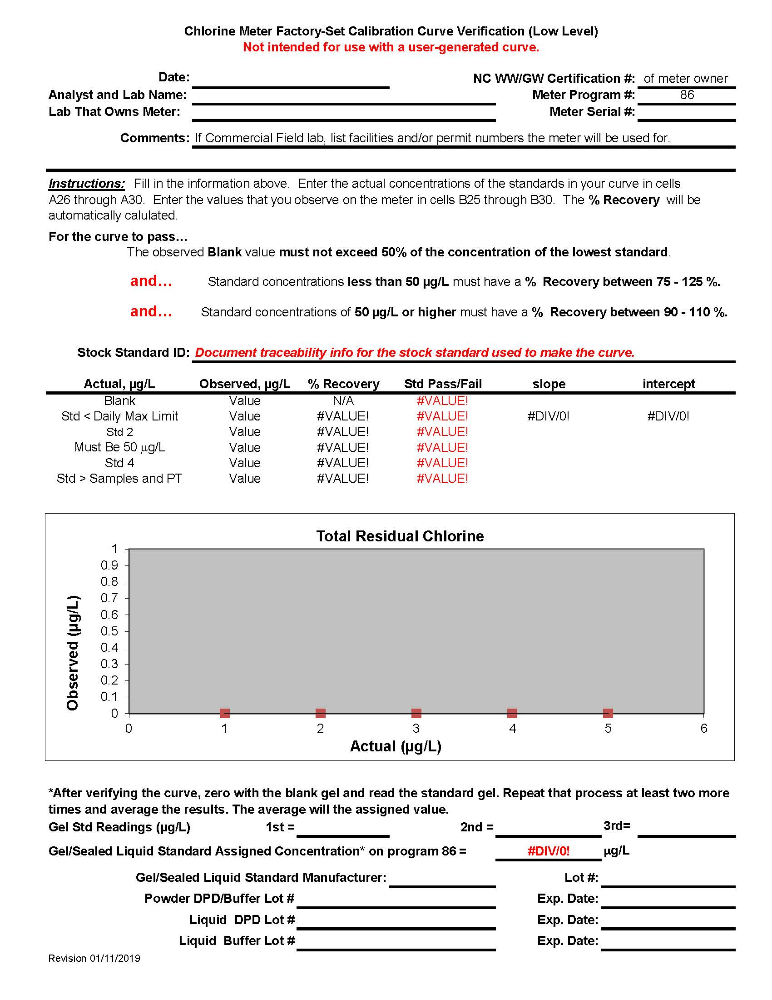 Chlorine Meter Factory-Set Calibration Curve Verification (Low Level)
Not intended for use with a user-generated curve.
Date: NC WW/GW Certification #: of meter owner
Analyst and Lab Name: Meter Program #: 86
Lab That Owns Meter: Meter Serial #:
Comments: If Commercial Field lab, list facilities and/or permit numbers the meter will be used for.
Instructions: Fill in the information above. Enter the actual concentrations of the standards in your curve in cells
A26 through A30. Enter the values that you observe on the meter in cells B25 through B30. The % Recovery will be
automatically calulated.
For the curve to pass...
The observed Blank value must not exceed 50% of the concentration of the lowest standard.
and... Standard concentrations less than 50 µg/L must have a % Recovery between 75 - 125 %.
and... Standard concentrations of 50 µg/L or higher must have a % Recovery between 90 - 110 %.
Stock Standard ID: Document traceability info for the stock standard used to make the curve.
Actual, µg/L Observed, µg/L % Recovery Std Pass/Fail slope intercept
Blank Value N/A #VALUE!
Std < Daily Max Limit Value #VALUE! #VALUE! #DIV/0! #DIV/0!
Std 2 Value #VALUE! #VALUE!
Must Be 50 µg/L Value #VALUE! #VALUE!
Std 4 Value #VALUE! #VALUE!
Std > Samples and PT Value #VALUE! #VALUE!
Total Residual Chlorine
1
0.9
0.8
0.7
0.6
0.5
0.4
0.3
0.2
0.1
0
Observed (µg/L)
0 1 2 3 4 5 6
Actual (µg/L)
*After verifying the curve, zero with the blank gel and read the standard gel. Repeat that process at least two more
times and average the results. The average will the assigned value.
Gel Std Readings (µg/L) 1st = 2nd = 3rd=
Gel/Sealed Liquid Standard Assigned Concentration* on program 86 = #DIV/0! µg/L
Gel/Sealed Liquid Standard Manufacturer: Lot #:
Powder DPD/Buffer Lot # Exp. Date:
Liquid DPD Lot # Exp. Date:
Liquid Buffer Lot # Exp. Date:
Revision 01/11/2019